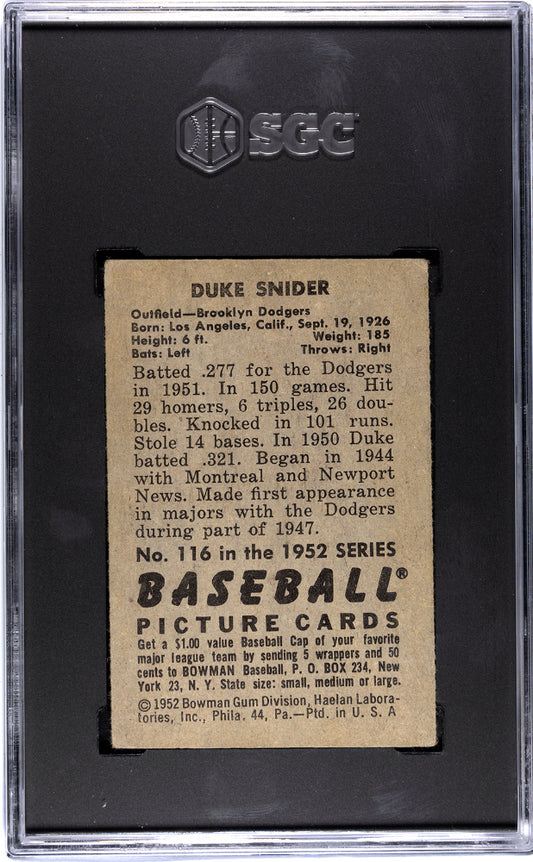 SGC
DUKE SNIDER
Outfield—Brooklyn Dodgers
Born: Los Angeles, Calif., Sept. 19, 1926
Height: 6 ft. Weight: 185
Bats: Left Throws: Right
Batted .277 for the Dodgers
in 1951. In 150 games. Hit
29 homers, 6 triples, 26 dou-
bles. Knocked in 101 runs.
Stole 14 bases. In 1950 Duke
batted .321. Began in 1944
with Montreal and Newport
News. Made first appearance
in majors with the Dodgers
during part of 1947.
No. 116 in the 1952 SERIES
BASEBALL®
PICTURE CARDS
Get a $1.00 value Baseball Cap of your favorite
major league team by sending 5 wrappers and 50
cents to BOWMAN Baseball, P. O. BOX 234, New
York 23, N. Y. State size: small, medium or large.
© 1952 Bowman Gum Division, Haelan Labora-
tories, Inc., Phila. 44, Pa.—Ptd. in U. S. A